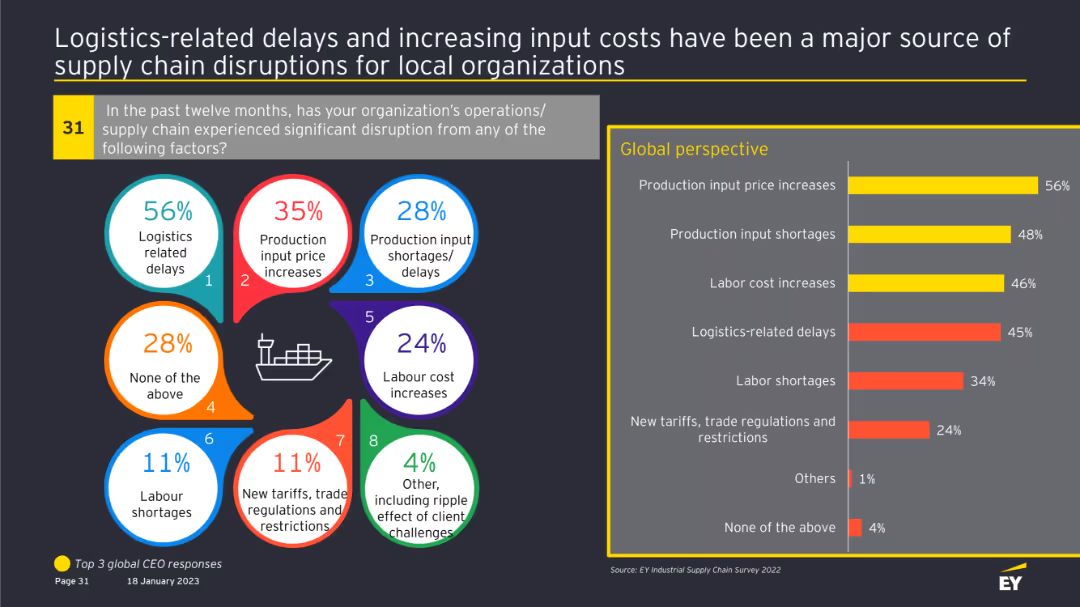 Logistics-related delays and increasing input costs have been a major source of
supply chain disruptions for local organizations
31
In the past twelve months, has your organization's operations/
supply chain experienced significant disruption from any of the
following factors?
56%
Logistics
related
delays
1
35%
Production
input price
increases
2
28%
Production input
shortages/
delays
3
28%
None of the
above
4
5
24%
Labour cost
increases
6
11%
Labour
shortages
7
11%
New tariffs, trade
regulations and
restrictions
8
4%
Other,
including ripple
effect of client
challenges
Global perspective
Production input price increases 56%
Production input shortages 48%
Labor cost increases 46%
Logistics-related delays 45%
Labor shortages 34%
New tariffs, trade regulations and
restrictions 24%
Others 1%
None of the above 4%
Top 3 global CEO responses
Source: EY Industrial Supply Chain Survey 2022
Page 31 18 January 2023
EY